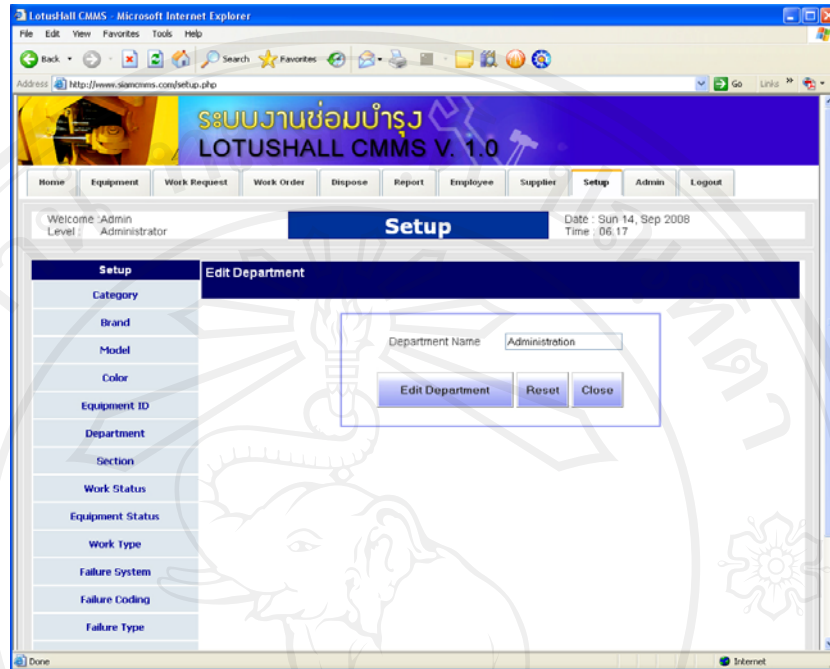 LotusHall CMMS - Microsoft Internet Explorer
File Edit View Favorites Tools Help
Back Search Favorites
Address http://www.siamcmms.com/setup.php Go Links
ระบบงานซ่อมบำรุง
LOTUSHALL CMMS V. 1.0
Home Equipment Work Request Work Order Dispose Report Employee Supplier Setup Admin Logout
Welcome :Admin
Level : Administrator
Setup
Date : Sun 14, Sep 2008
Time : 06:17
Setup
Category
Brand
Model
Color
Equipment ID
Department
Section
Work Status
Equipment Status
Work Type
Failure System
Failure Coding
Failure Type
Edit Department
Department Name Administration
Edit Department Reset Close
Done Internet